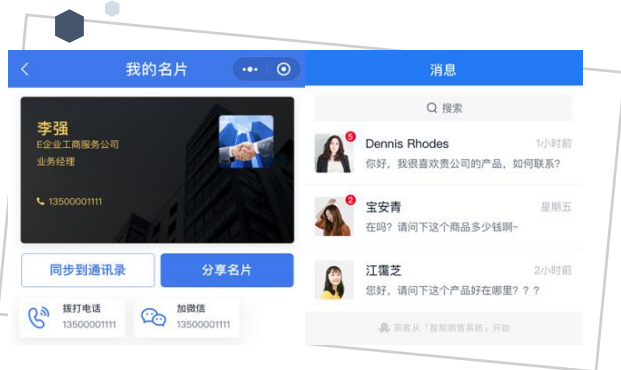 我的名片
李强
E企业工商服务公司
业务经理
13500001111
同步到通讯录
分享名片
拨打电话
13500001111
加微信
13500001111
消息
搜索
5
Dennis Rhodes
1小时前
你好，我很喜欢贵公司的产品，如何联系?
2
宝安青
星期五
在吗？请问下这个商品多少钱啊~
江霭芝
2小时前
您好，请问下这个产品好在哪里？？？
获客从「智能销售系统」开始